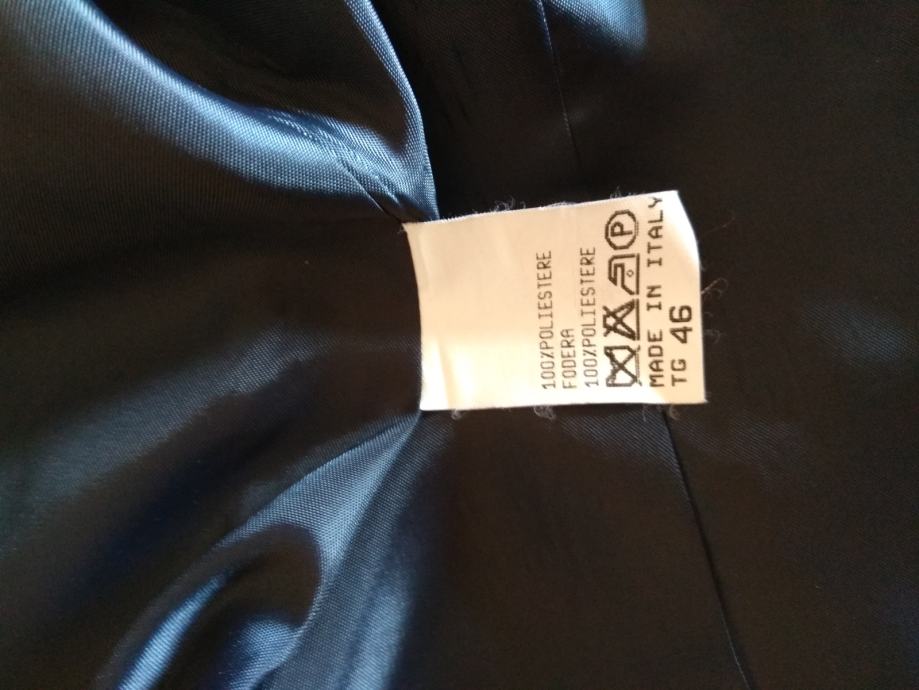 100%POLIESTERE
FODERA
100%POLIESTERE
P
MADE IN ITALY
TG 46